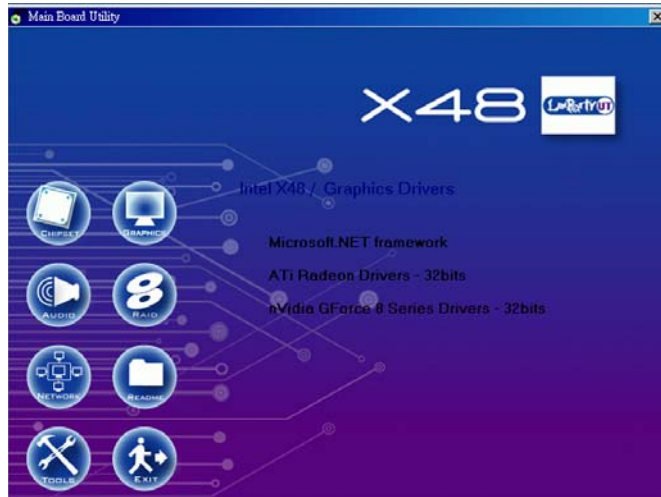 Main Board Utility
X48
LanParty UT
Intel X48 / Graphics Drivers
Microsoft.NET framework
ATi Radeon Drivers - 32bits
nVidia GForce 8 Series Drivers - 32bits
CHIPSET
GRAPHICS
AUDIO
RAID
NETWORK
README
TOOLS
EXIT